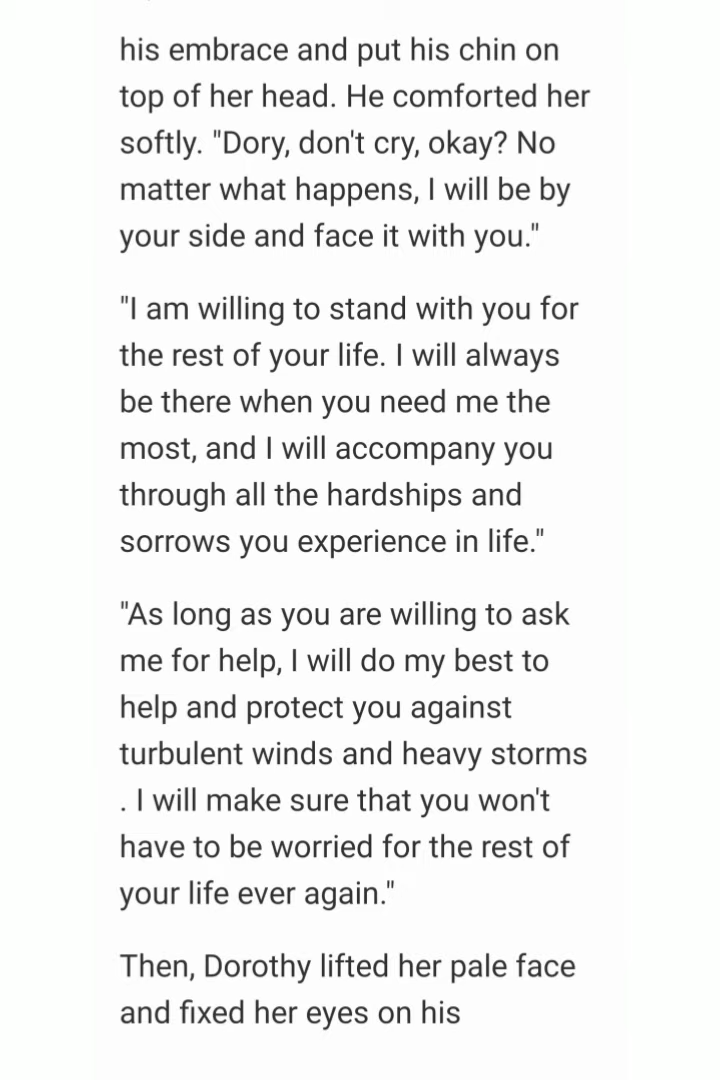 his embrace and put his chin on
top of her head. He comforted her
softly. "Dory, don't cry, okay? No
matter what happens, I will be by
your side and face it with you."
"I am willing to stand with you for
the rest of your life. I will always
be there when you need me the
most, and I will accompany you
through all the hardships and
sorrows you experience in life."
"As long as you are willing to ask
me for help, I will do my best to
help and protect you against
turbulent winds and heavy storms
. I will make sure that you won't
have to be worried for the rest of
your life ever again."
Then, Dorothy lifted her pale face
and fixed her eyes on his